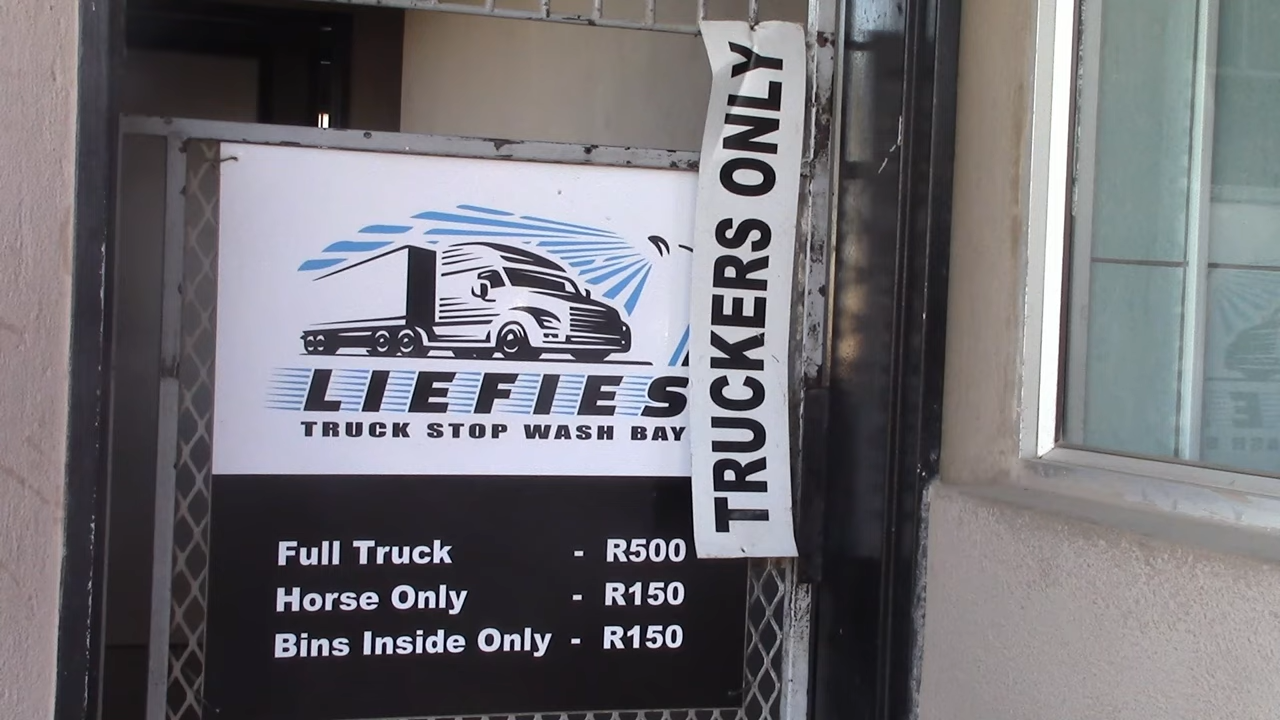 TRUCKERS ONLY
LIEFIES
TRUCK STOP WASH BAY
Full Truck - R500
Horse Only - R150
Bins Inside Only - R150